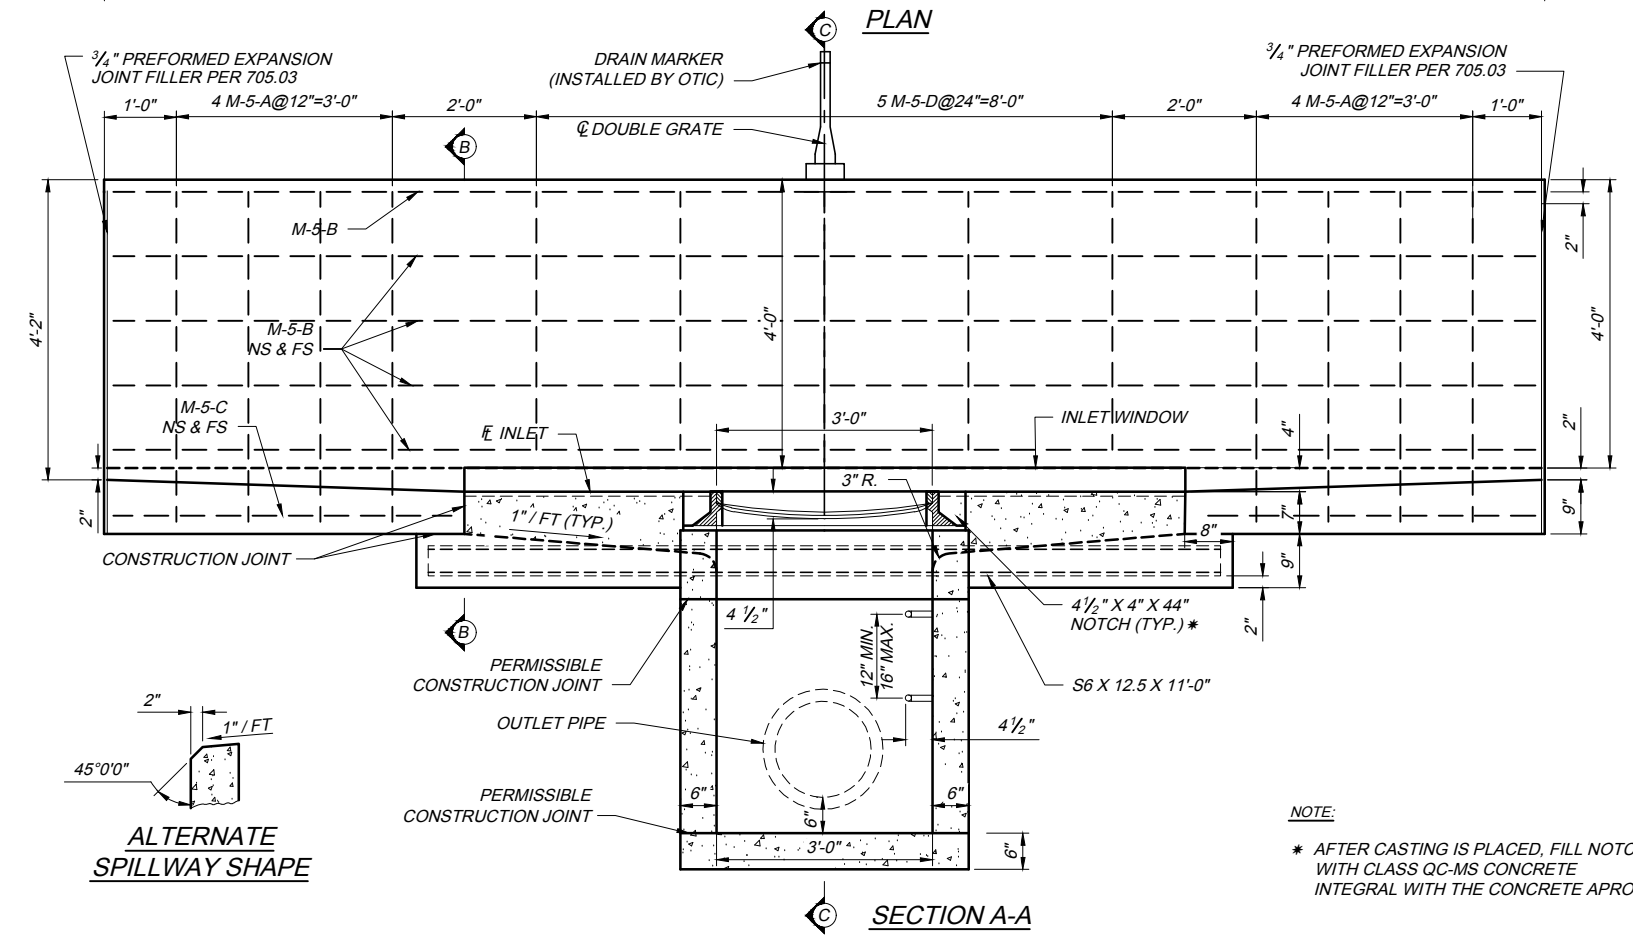 C
PLAN
3/4" PREFORMED EXPANSION
JOINT FILLER PER 705.03
DRAIN MARKER
(INSTALLED BY OTIC)
3/4" PREFORMED EXPANSION
JOINT FILLER PER 705.03
1'-0"
4 M-5-A@12"=3'-0"
2'-0"
5 M-5-D@24"=8'-0"
2'-0"
4 M-5-A@12"=3'-0"
1'-0"
℄ DOUBLE GRATE
B
M-5-B
2"
4'-2"
M-5-B
NS & FS
4'-0"
4'-0"
M-5-C
NS & FS
INLET
3'-0"
INLET WINDOW
4"
2"
3" R.
2"
1" / FT (TYP.)
7"
9"
8"
CONSTRUCTION JOINT
9"
4 1/2"
4 1/2" X 4" X 44"
NOTCH (TYP.) *
2"
B
12" MIN.
16" MAX.
PERMISSIBLE
CONSTRUCTION JOINT
S6 X 12.5 X 11'-0"
2"
1" / FT
OUTLET PIPE
4 1/2"
45°0'0"
6"
6"
PERMISSIBLE
CONSTRUCTION JOINT
6"
3'-0"
6"
ALTERNATE
SPILLWAY SHAPE
NOTE:
* AFTER CASTING IS PLACED, FILL
WITH CLASS QC-MS CONCRETE
INTEGRAL WITH THE CONCRETE
C
SECTION A-A